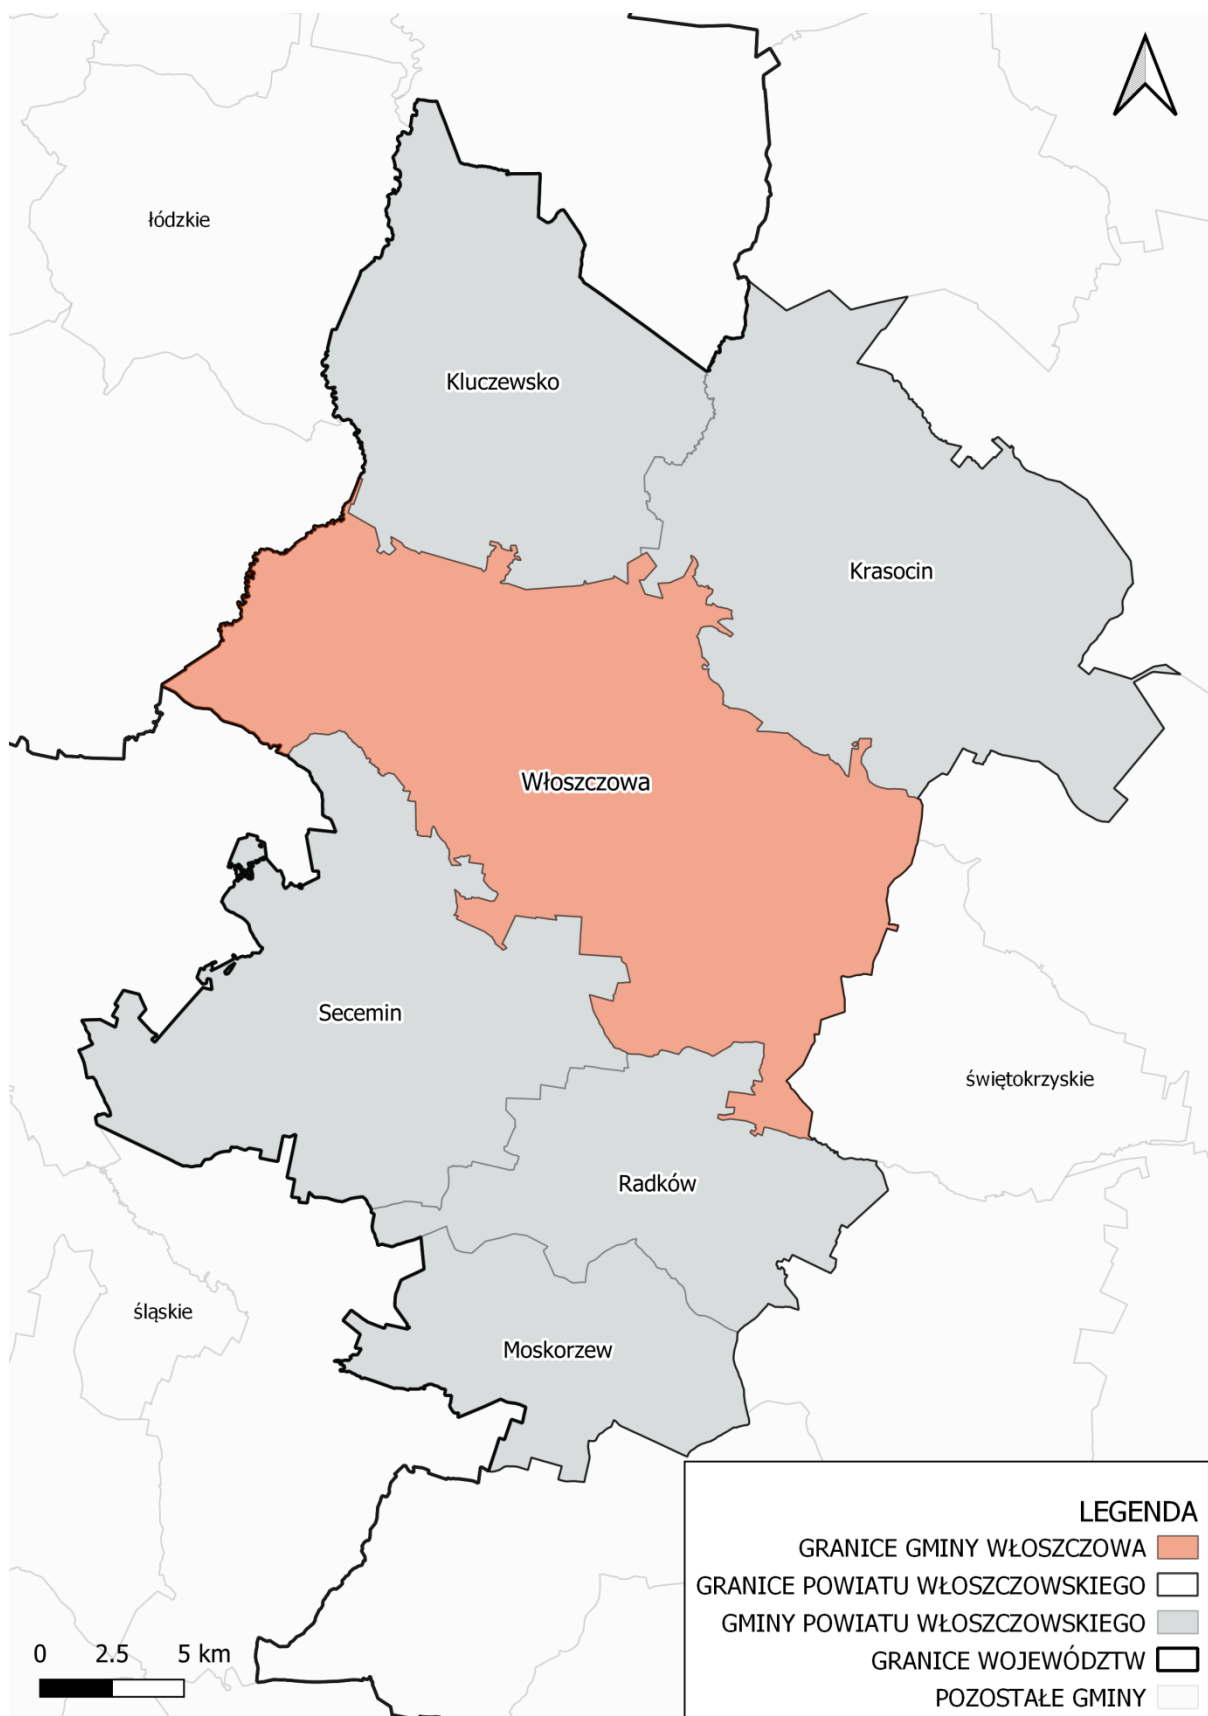 łódzkie
Kluczewsko
Krasocin
Włoszczowa
Secemin
świętokrzyskie
Radków
śląskie
Moskorzew
LEGENDA
GRANICE GMINY WŁOSZCZOWA
GRANICE POWIATU WŁOSZCZOWSKIEGO
GMINY POWIATU WŁOSZCZOWSKIEGO
GRANICE WOJEWÓDZTW
POZOSTAŁE GMINY
0 2.5 5 km